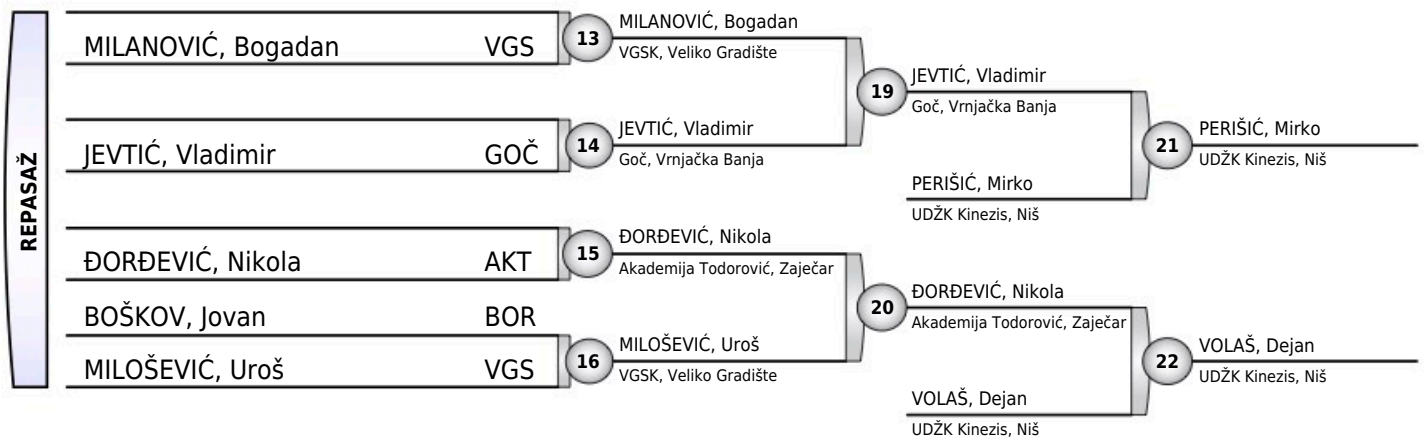 REPASAŽ
MILANOVIĆ, Bogadan VGS
JEVTIĆ, Vladimir GOČ
ĐORĐEVIĆ, Nikola AKT
BOŠKOV, Jovan BOR
MILOŠEVIĆ, Uroš VGS
13
MILANOVIĆ, Bogadan
VGSK, Veliko Gradište
14
JEVTIĆ, Vladimir
Goč, Vrnjačka Banja
15
ĐORĐEVIĆ, Nikola
Akademija Todorović, Zaječar
16
MILOŠEVIĆ, Uroš
VGSK, Veliko Gradište
19
JEVTIĆ, Vladimir
Goč, Vrnjačka Banja
PERIŠIĆ, Mirko
UDŽK Kinezis, Niš
20
ĐORĐEVIĆ, Nikola
Akademija Todorović, Zaječar
VOLAŠ, Dejan
UDŽK Kinezis, Niš
21
PERIŠIĆ, Mirko
UDŽK Kinezis, Niš
22
VOLAŠ, Dejan
UDŽK Kinezis, Niš